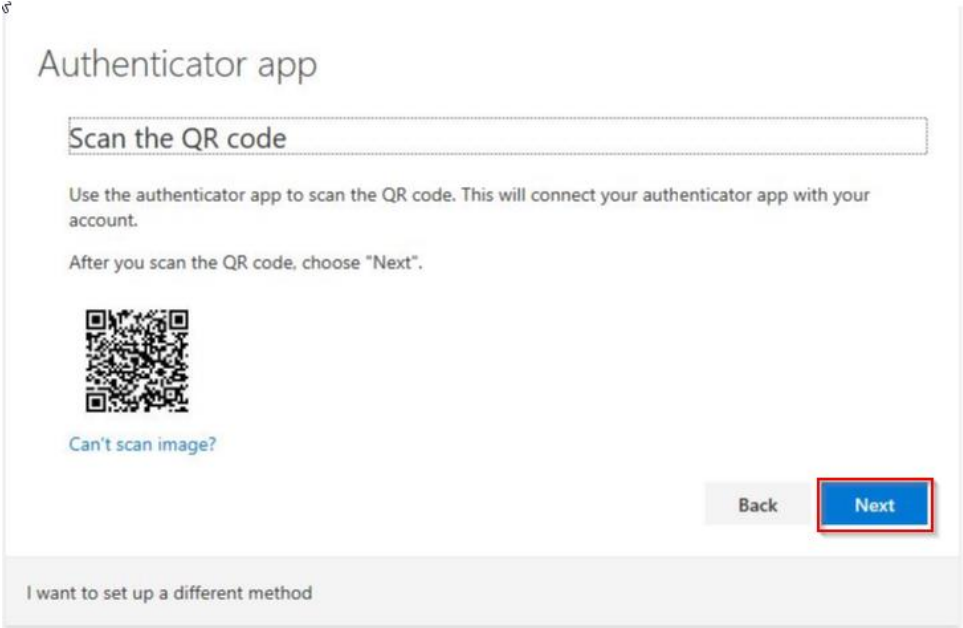 Authenticator app
Scan the QR code
Use the authenticator app to scan the QR code. This will connect your authenticator app with your
account.
After you scan the QR code, choose "Next".
Can't scan image?
Back
Next
I want to set up a different method